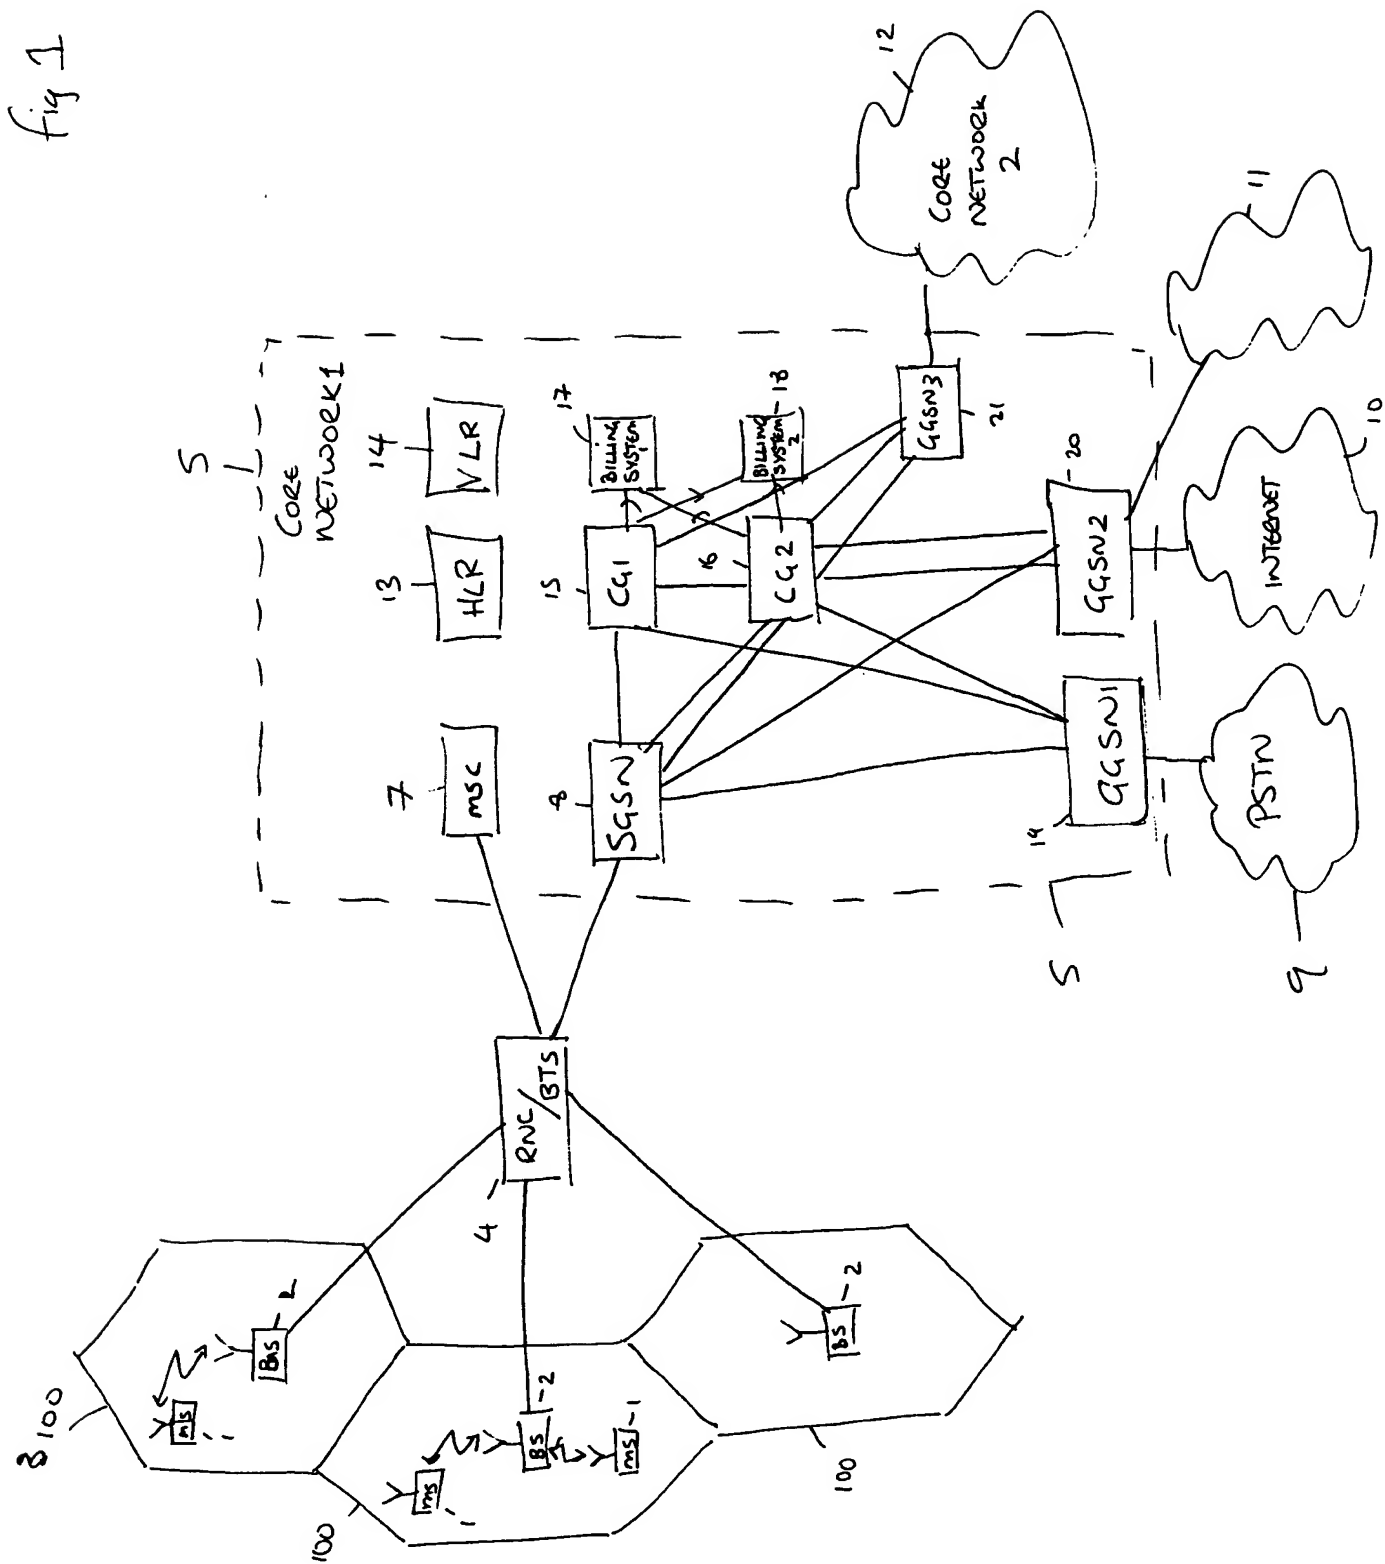 Fig 1
5
CORE
NETWORK 1
7
MSC
13
HLR
14
VLR
8
SGSN
15
CG1
17
BILLING
SYSTEM
1
16
CG2
18
BILLING
SYSTEM
2
GGSN3
21
12
CORE
NETWORK
2
19
GGSN1
GGSN2
20
5
9
PSTN
INTERNET
10
11
4
RNC/
BTS
3
100
MS
1
BS
2
100
MS
1
BS
2
MS
1
BS
2
100